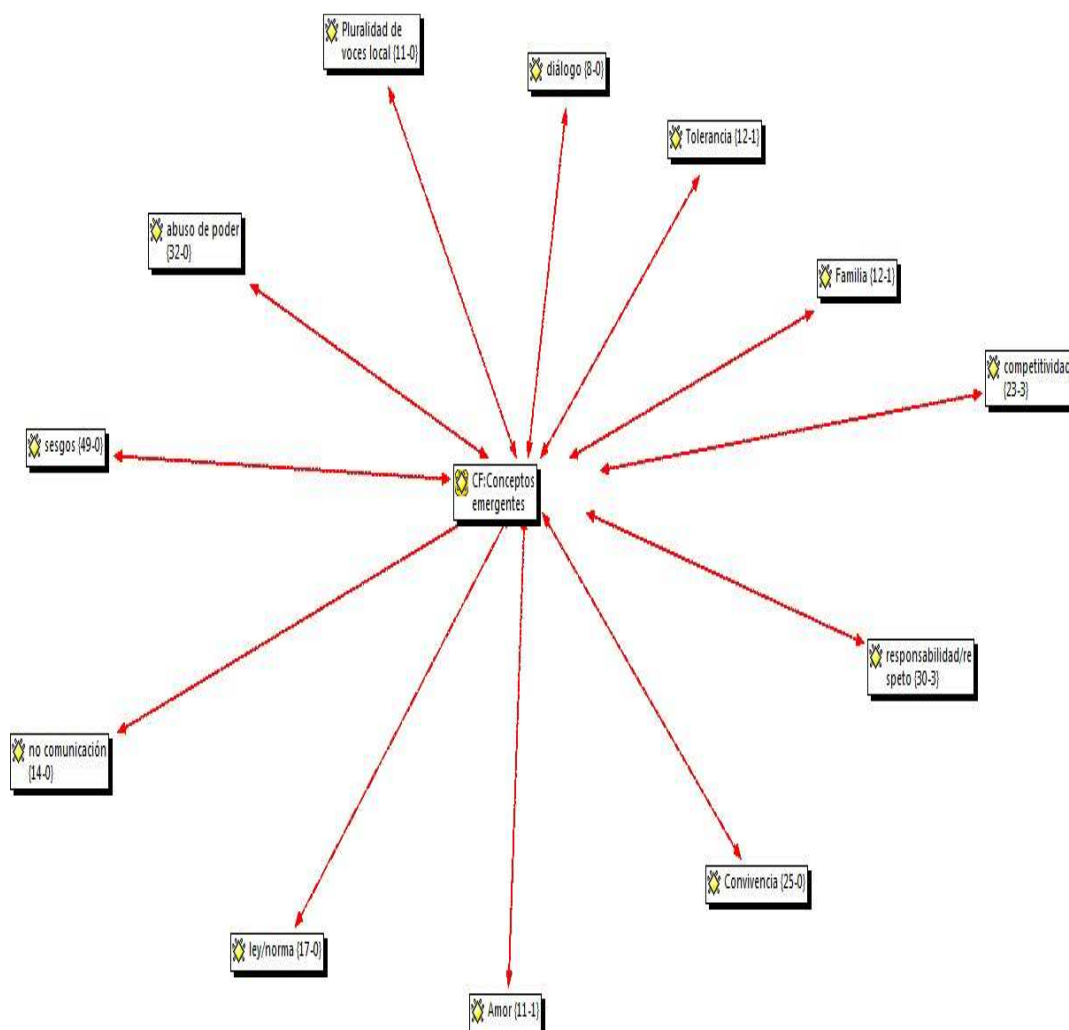 Pluralidad de
voces local {11-0}
diálogo {8-0}
Tolerancia {12-1}
abuso de poder
{32-0}
Familia {12-1}
competitividad
{23-3}
sesgos {49-0}
CF:Conceptos
emergentes
responsabilidad/re
speto {30-3}
no comunicación
{14-0}
Convivencia {25-0}
ley/norma {17-0}
Amor {11-1}